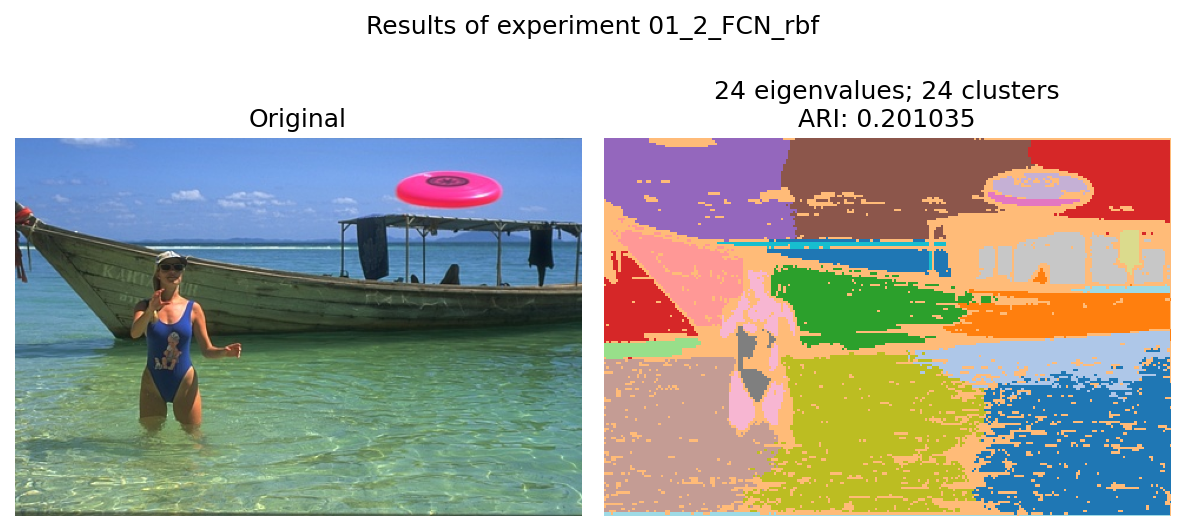 Results of experiment 01_2_FCN_rbf
Original
24 eigenvalues; 24 clusters
ARI: 0.201035